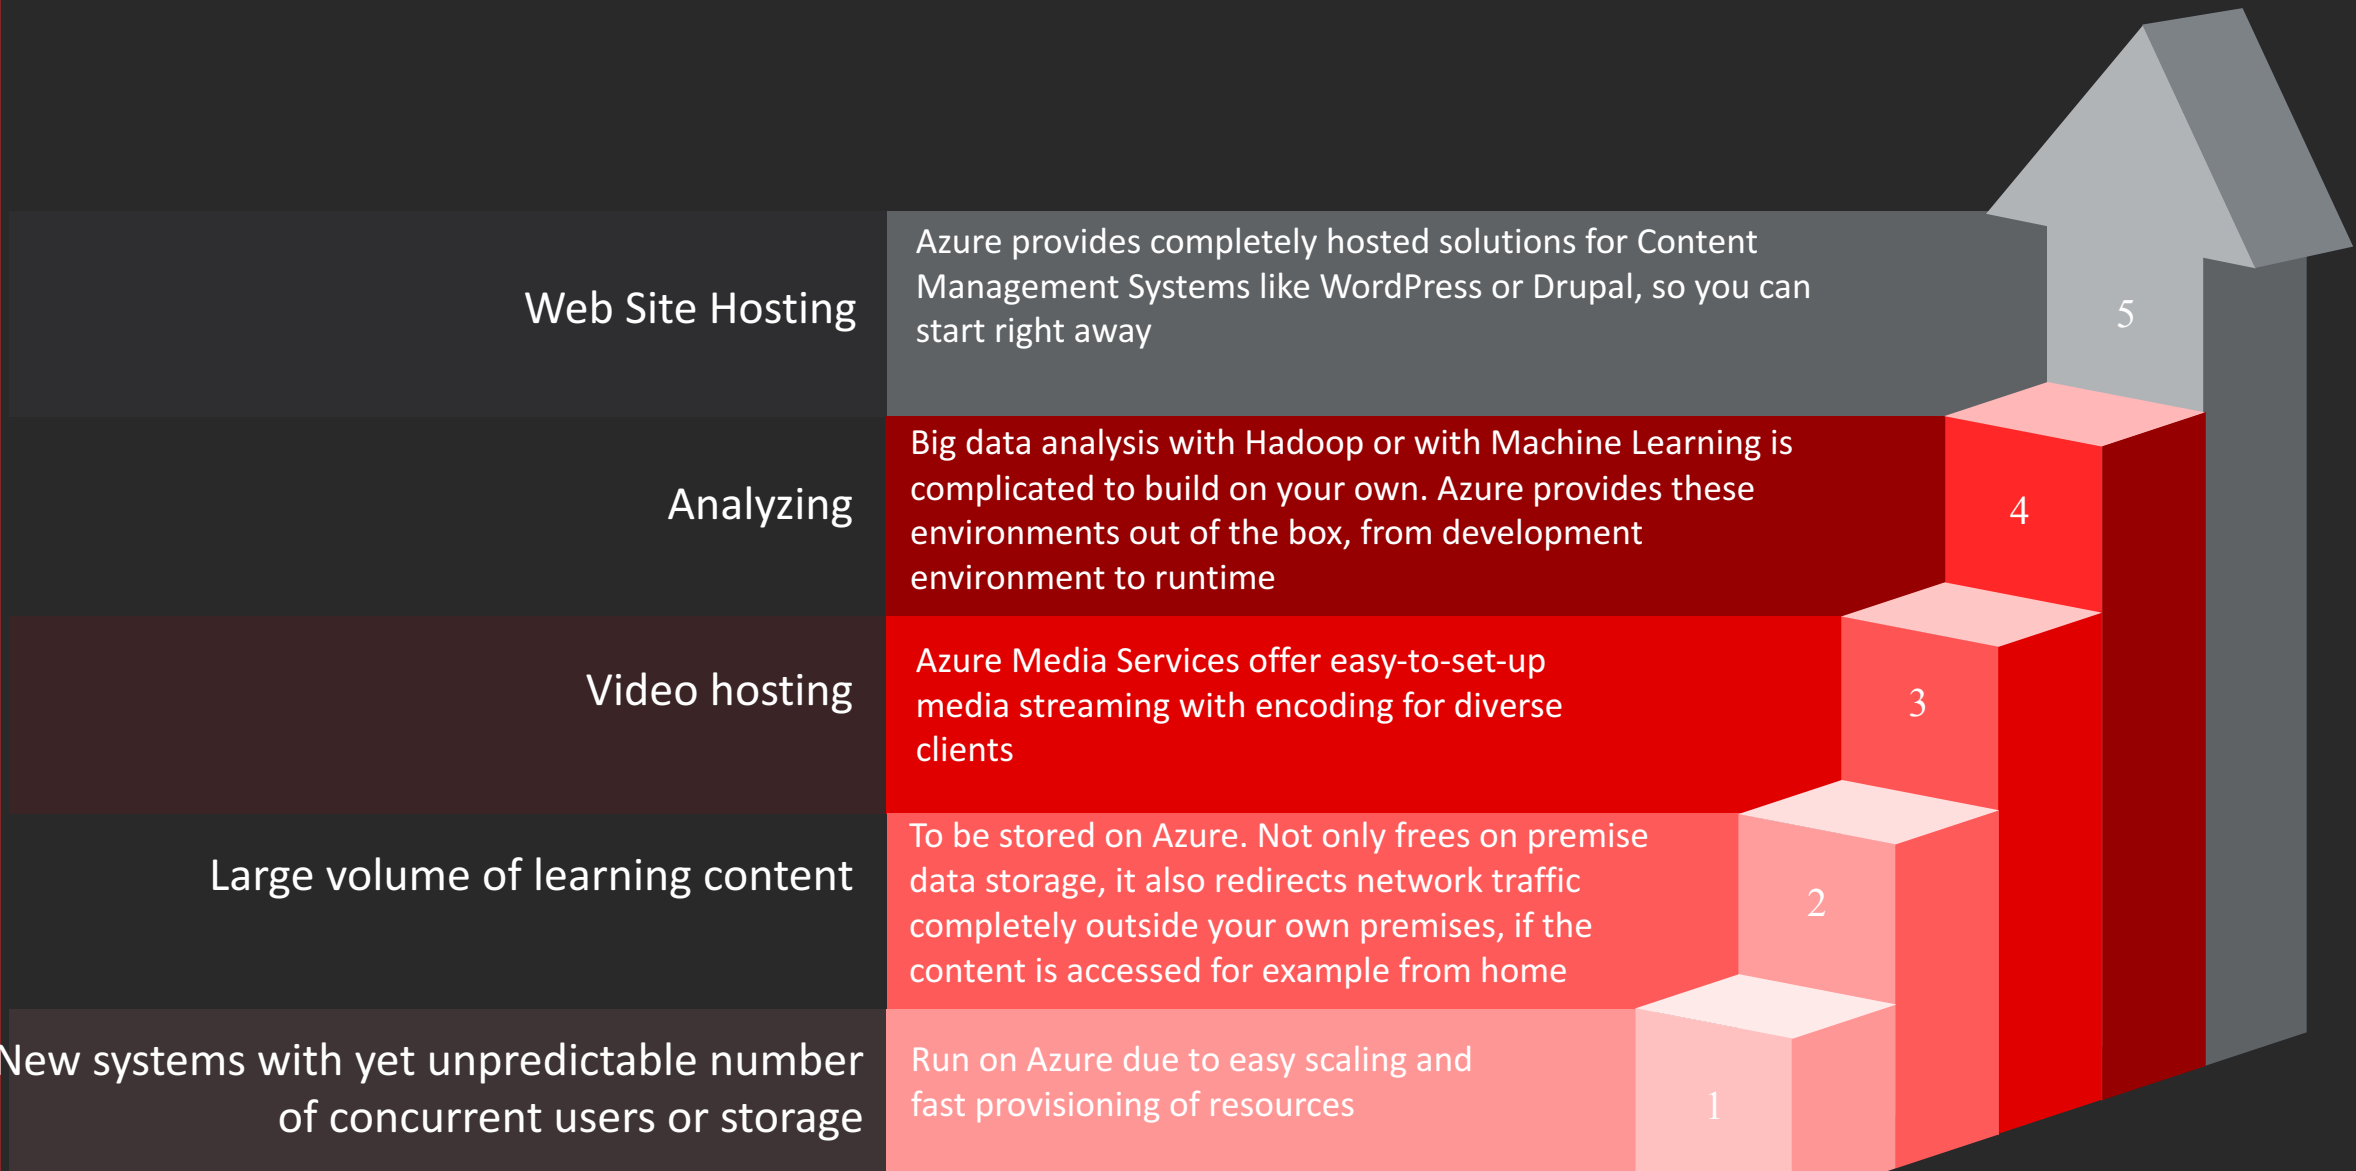 Web Site Hosting
Azure provides completely hosted solutions for Content
Management Systems like WordPress or Drupal, so you can
start right away
5
Analyzing
Big data analysis with Hadoop or with Machine Learning is
complicated to build on your own. Azure provides these
environments out of the box, from development
environment to runtime
4
Video hosting
Azure Media Services offer easy-to-set-up
media streaming with encoding for diverse
clients
3
Large volume of learning content
To be stored on Azure. Not only frees on premise
data storage, it also redirects network traffic
completely outside your own premises, if the
content is accessed for example from home
2
New systems with yet unpredictable number
of concurrent users or storage
Run on Azure due to easy scaling and
fast provisioning of resources
1